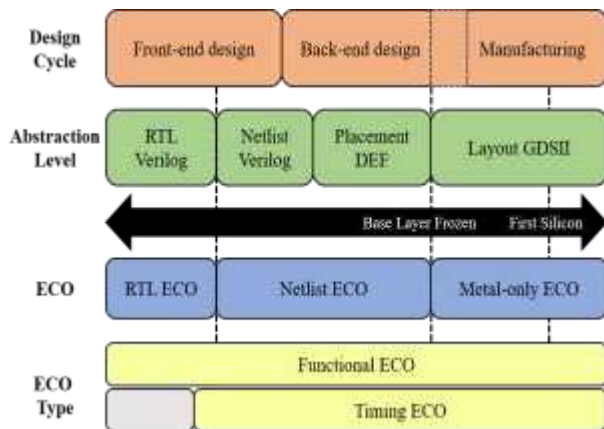 Design
Cycle
Front-end design
Back-end design
Manufacturing
Abstraction
Level
RTL
Verilog
Netlist
Verilog
Placement
DEF
Layout GDSII
Base Layer Frozen
First Silicon
ECO
RTL ECO
Netlist ECO
Metal-only ECO
ECO
Type
Functional ECO
Timing ECO